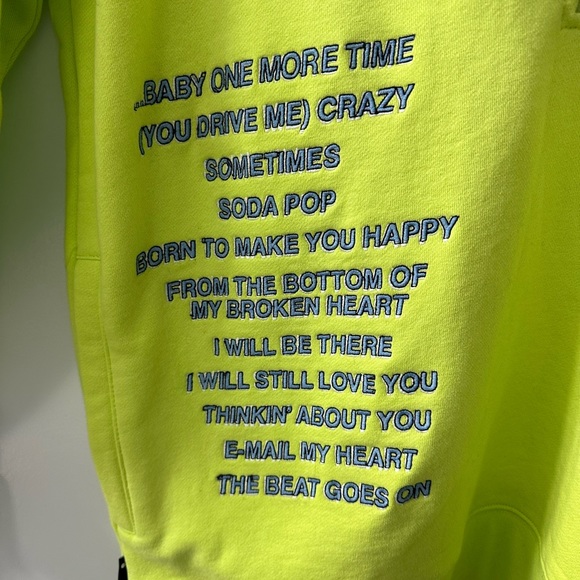 ...BABY ONE MORE TIME
(YOU DRIVE ME) CRAZY
SOMETIMES
SODA POP
BORN TO MAKE YOU HAPPY
FROM THE BOTTOM OF
MY BROKEN HEART
I WILL BE THERE
I WILL STILL LOVE YOU
THINKIN' ABOUT YOU
E-MAIL MY HEART
THE BEAT GOES ON